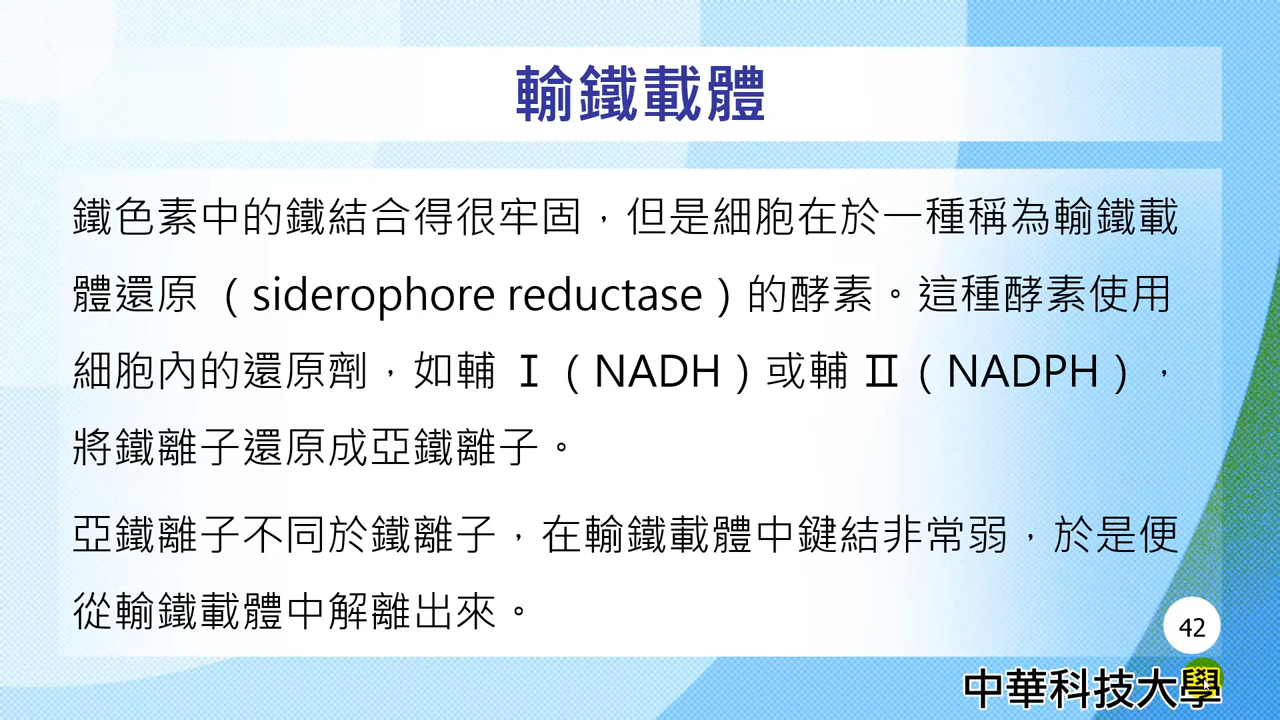 輸鐵載體
鐵色素中的鐵結合得很牢固，但是細胞在於一種稱為輸鐵載
體還原 （siderophore reductase）的酵素。這種酵素使用
細胞內的還原劑，如輔 Ⅰ（NADH）或輔 Ⅱ（NADPH），
將鐵離子還原成亞鐵離子。
亞鐵離子不同於鐵離子，在輸鐵載體中鍵結非常弱，於是便
從輸鐵載體中解離出來。
42
中華科技大學